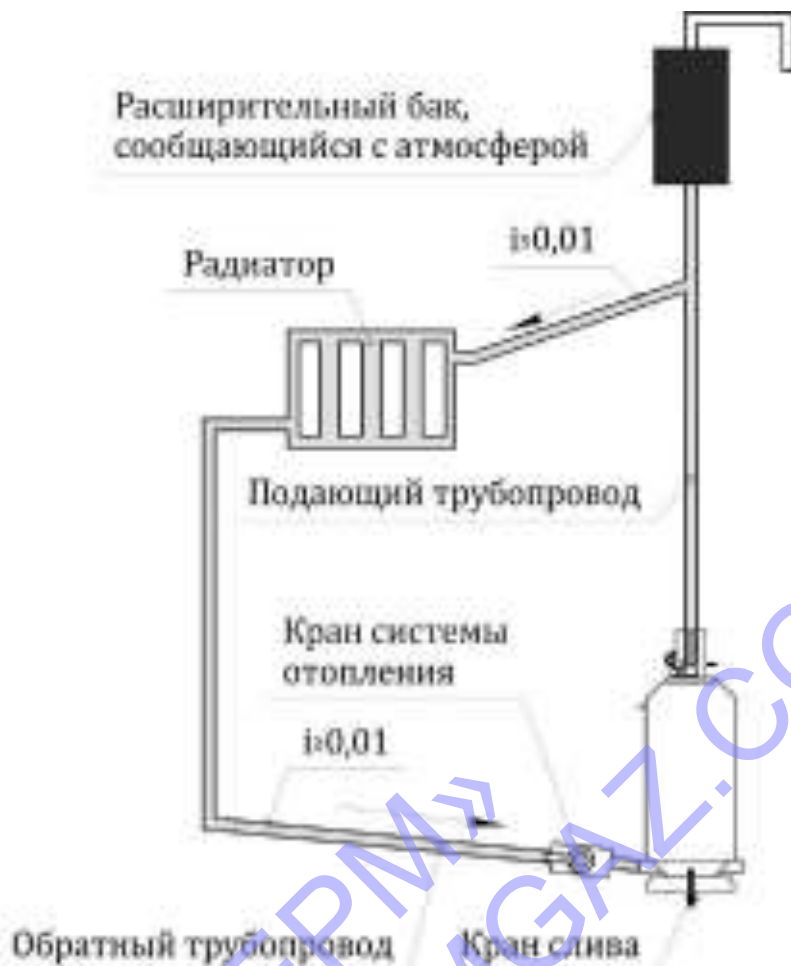 Расширительный бак,
сообщающийся с атмосферой
i≥0,01
Радиатор
Подающий трубопровод
Кран системы
отопления
i≥0,01
Обратный трубопровод
Кран слива